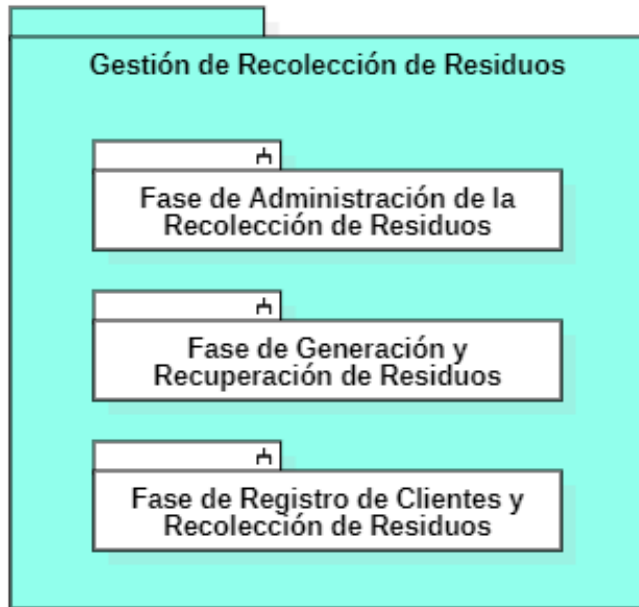 Gestión de Recolección de Residuos
Fase de Administración de la
Recolección de Residuos
Fase de Generación y
Recuperación de Residuos
Fase de Registro de Clientes y
Recolección de Residuos